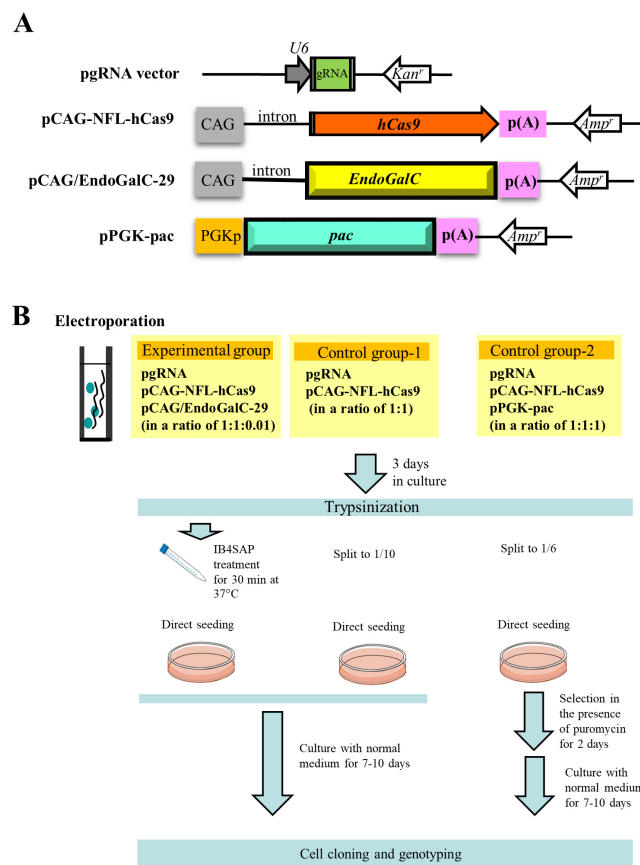 A
U6
pgRNA vector
gRNA
Kanʳ
pCAG-NFL-hCas9
CAG
intron
hCas9
p(A)
Ampʳ
pCAG/EndoGalC-29
CAG
intron
EndoGalC
p(A)
Ampʳ
pPGK-pac
PGKp
pac
p(A)
Ampʳ
B
Electroporation
Experimental group
pgRNA
pCAG-NFL-hCas9
pCAG/EndoGalC-29
(in a ratio of 1:1:0.01)
Control group-1
pgRNA
pCAG-NFL-hCas9
(in a ratio of 1:1)
Control group-2
pgRNA
pCAG-NFL-hCas9
pPGK-pac
(in a ratio of 1:1:1)
3 days
in culture
Trypsinization
IB4SAP
treatment
for 30 min at
37°C
Split to 1/10
Split to 1/6
Direct seeding
Direct seeding
Direct seeding
Selection in
the presence
of puromycin
for 2 days
Culture with normal
medium for 7-10 days
Culture with
normal medium
for 7-10 days
Cell cloning and genotyping